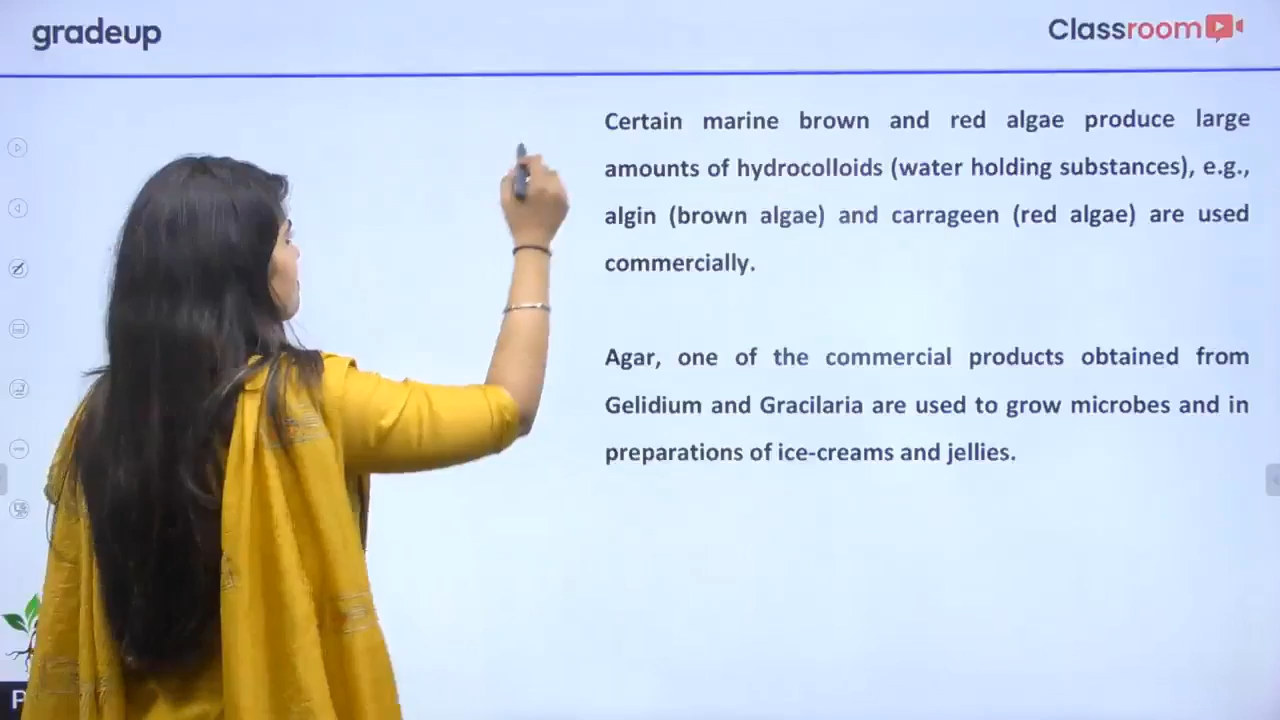 gradeup
Classroom
Certain marine brown and red algae produce large
amounts of hydrocolloids (water holding substances), e.g.,
algin (brown algae) and carrageen (red algae) are used
commercially.
Agar, one of the commercial products obtained from
Gelidium and Gracilaria are used to grow microbes and in
preparations of ice-creams and jellies.